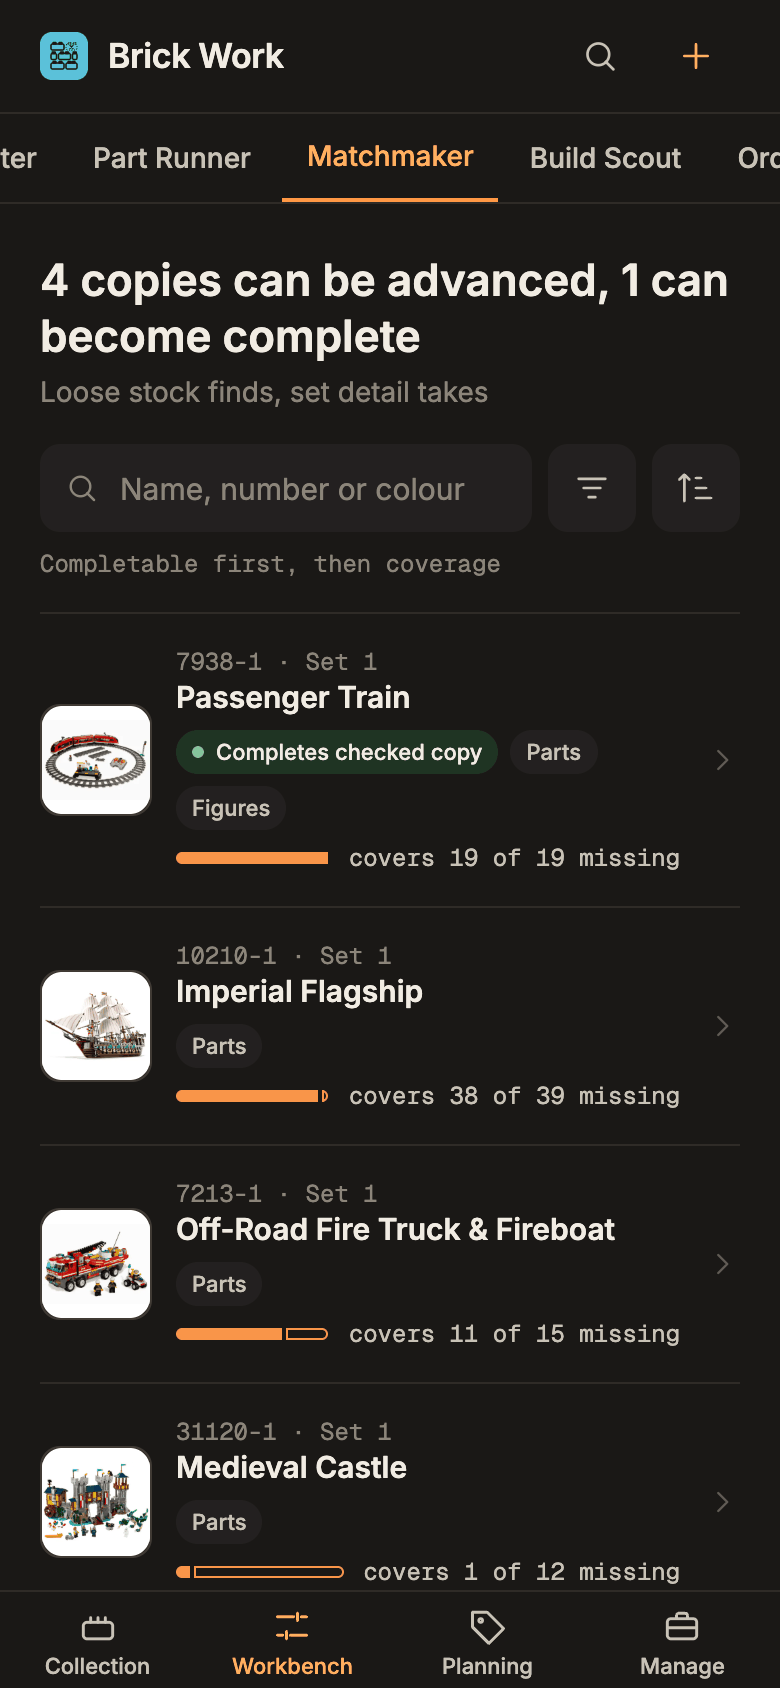 Brick Work
ter Part Runner Matchmaker Build Scout Orc
4 copies can be advanced, 1 can
become complete
Loose stock finds, set detail takes
Name, number or colour
Completable first, then coverage
7938-1 · Set 1
Passenger Train
Completes checked copy Parts
Figures
covers 19 of 19 missing
10210-1 · Set 1
Imperial Flagship
Parts
covers 38 of 39 missing
7213-1 · Set 1
Off-Road Fire Truck & Fireboat
Parts
covers 11 of 15 missing
31120-1 · Set 1
Medieval Castle
Parts
covers 1 of 12 missing
Collection Workbench Planning Manage